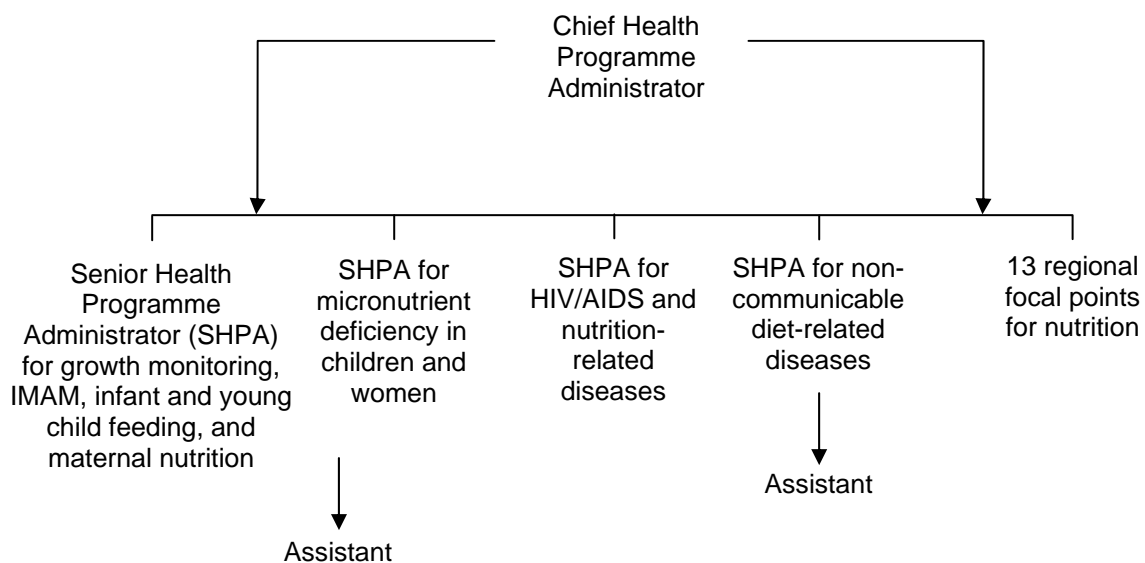 Chief Health
Programme
Administrator
Senior Health
Programme
Administrator (SHPA)
for growth monitoring,
IMAM, infant and young
child feeding, and
maternal nutrition
SHPA for
micronutrient
deficiency in
children and
women
SHPA for
HIV/AIDS and
nutrition-
related
diseases
SHPA for non-
communicable
diet-related
diseases
13 regional
focal points
for nutrition
Assistant
Assistant